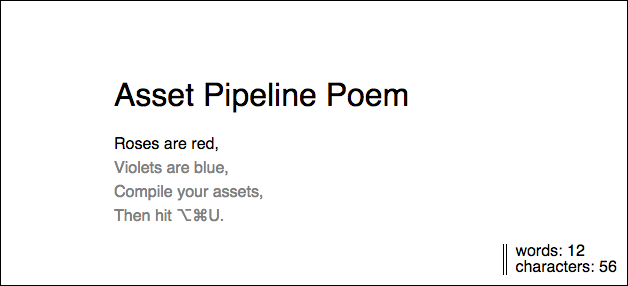 Asset Pipeline Poem
Roses are red,
Violets are blue,
Compile your assets,
Then hit ⌥⌘U.
words: 12
characters: 56